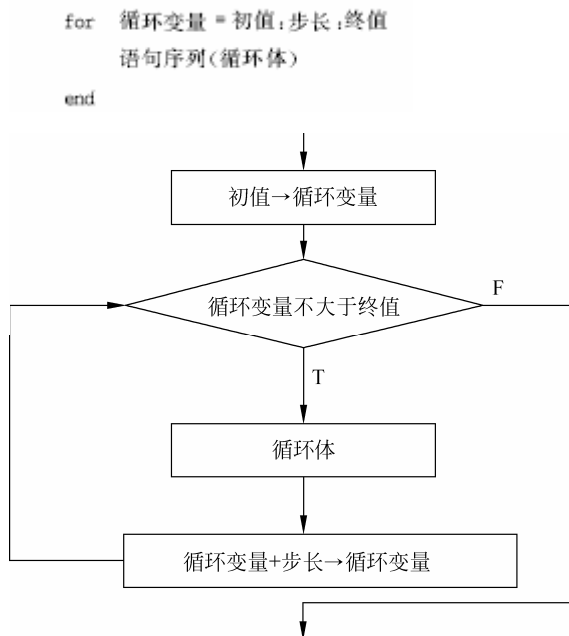 for 循环变量=初值:步长:终值
语句序列(循环体)
end
初值→循环变量
循环变量不大于终值
F
T
循环体
循环变量+步长→循环变量